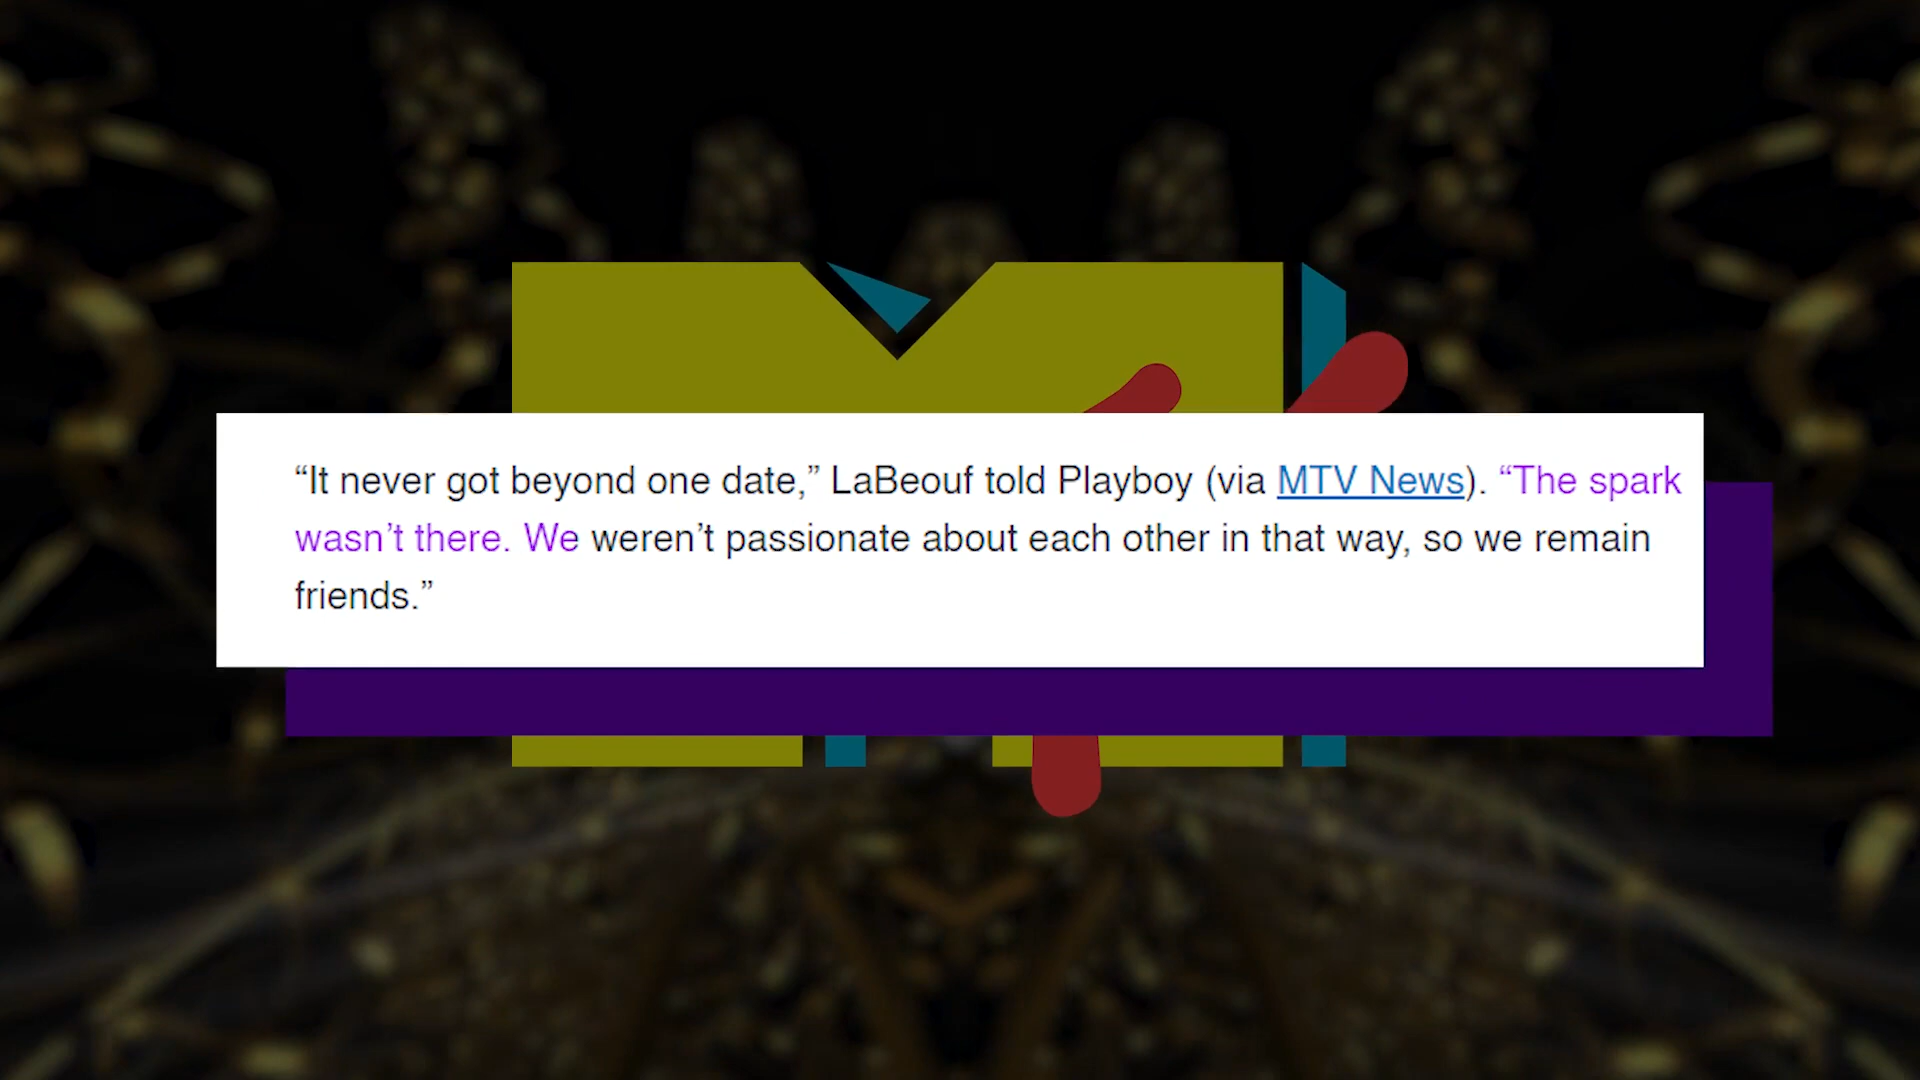 “It never got beyond one date,” LaBeouf told Playboy (via MTV News). “The spark
wasn’t there. We weren’t passionate about each other in that way, so we remain
friends.”